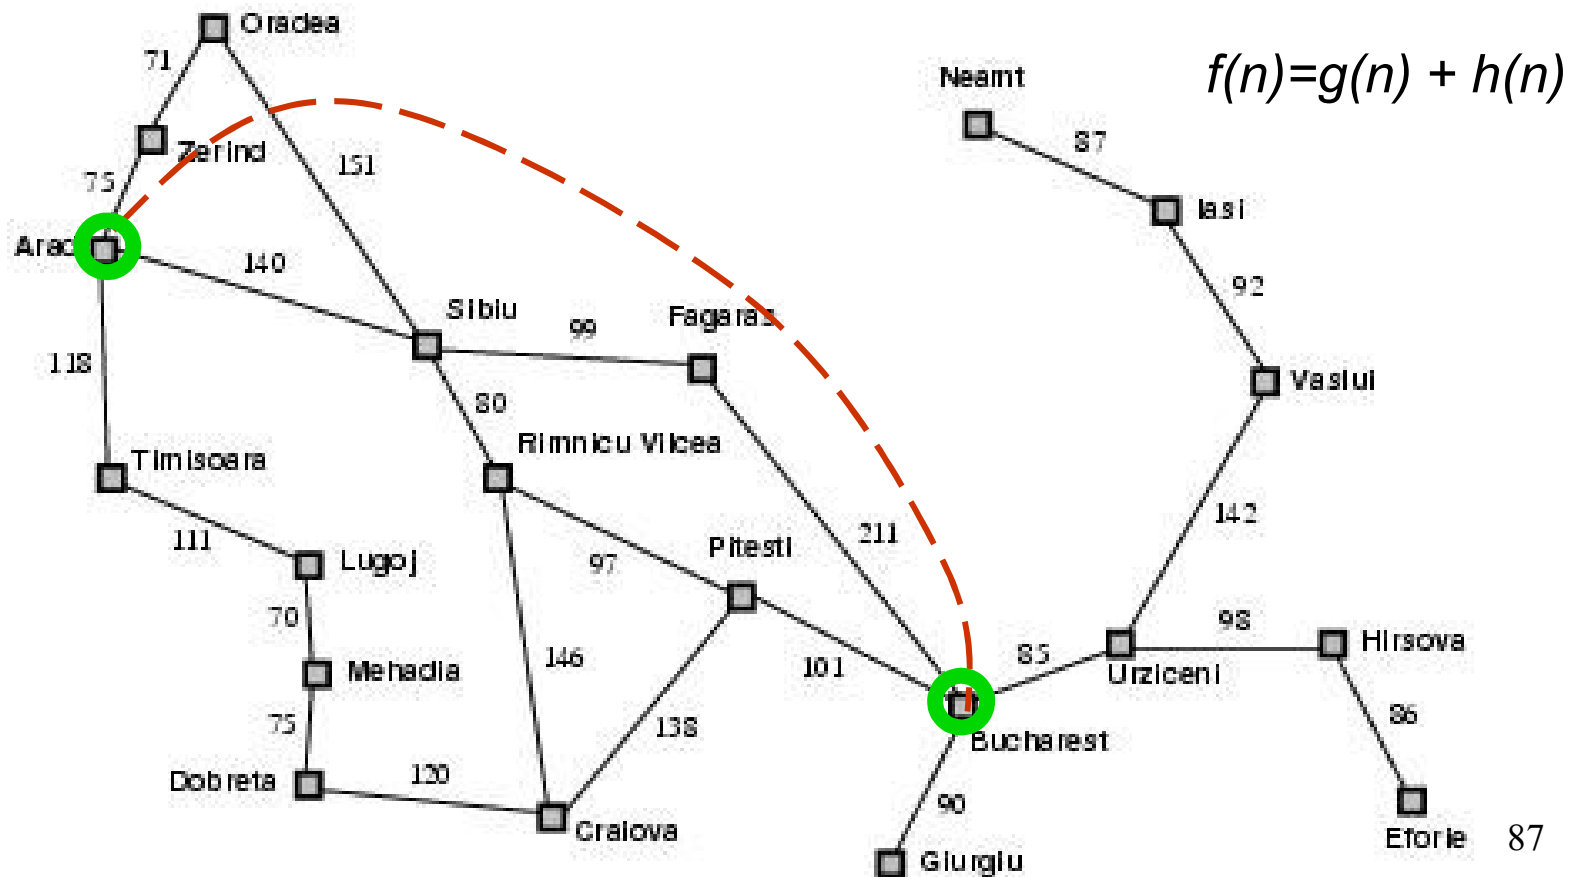 Oradea
f(n)=g(n) + h(n)
71
Neamt
87
Zerind
151
75
Iasi
Arad
140
92
Sibiu
99
Fagaras
118
Vaslui
80
Rimnicu Vilcea
Timisoara
142
111
211
Pitesti
Lugoj
97
70
98
Hirsova
146
85
Mehadia
101
Urziceni
75
138
86
Bucharest
Dobreta
120
90
Craiova
Eforie
87
Giurgiu